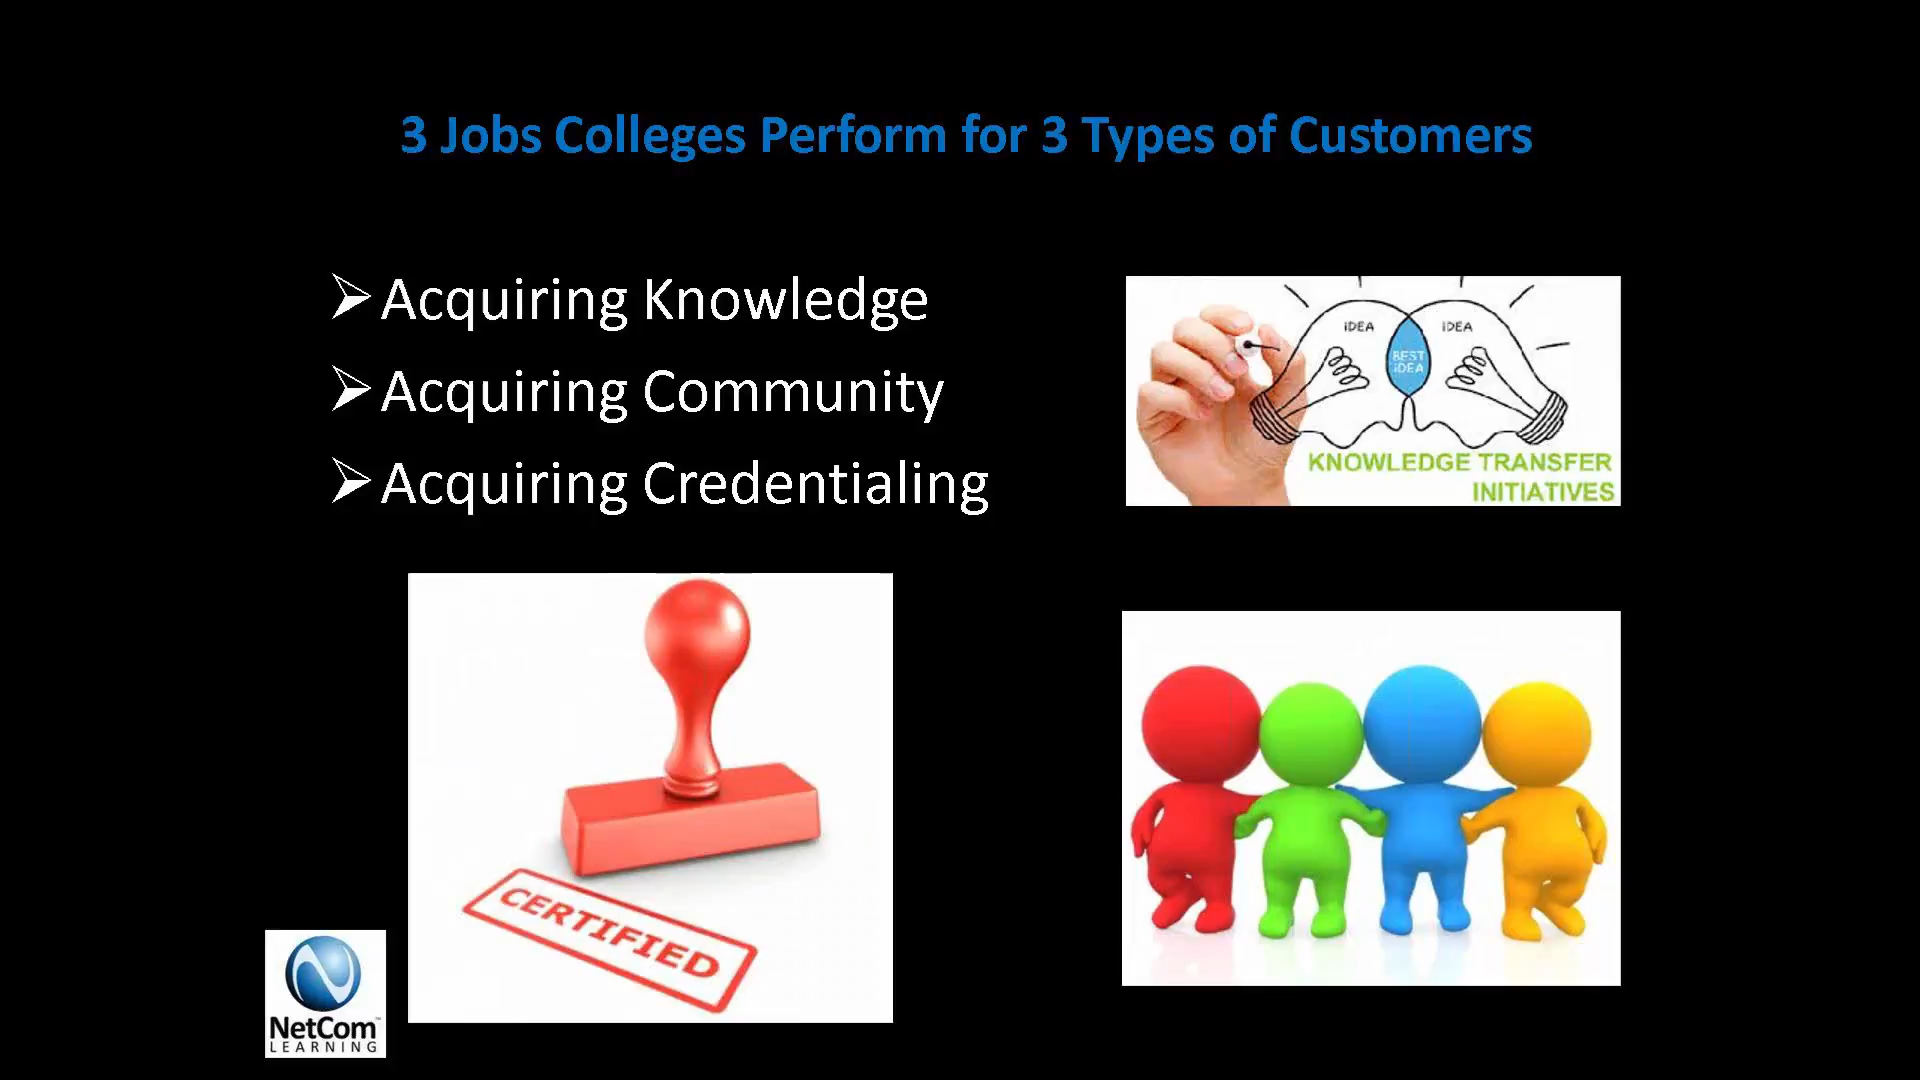 3 Jobs Colleges Perform for 3 Types of Customers
Acquiring Knowledge
Acquiring Community
Acquiring Credentialing
IDEA
IDEA
BEST
IDEA
KNOWLEDGE TRANSFER
INITIATIVES
CERTIFIED
NetCom™
LEARNING